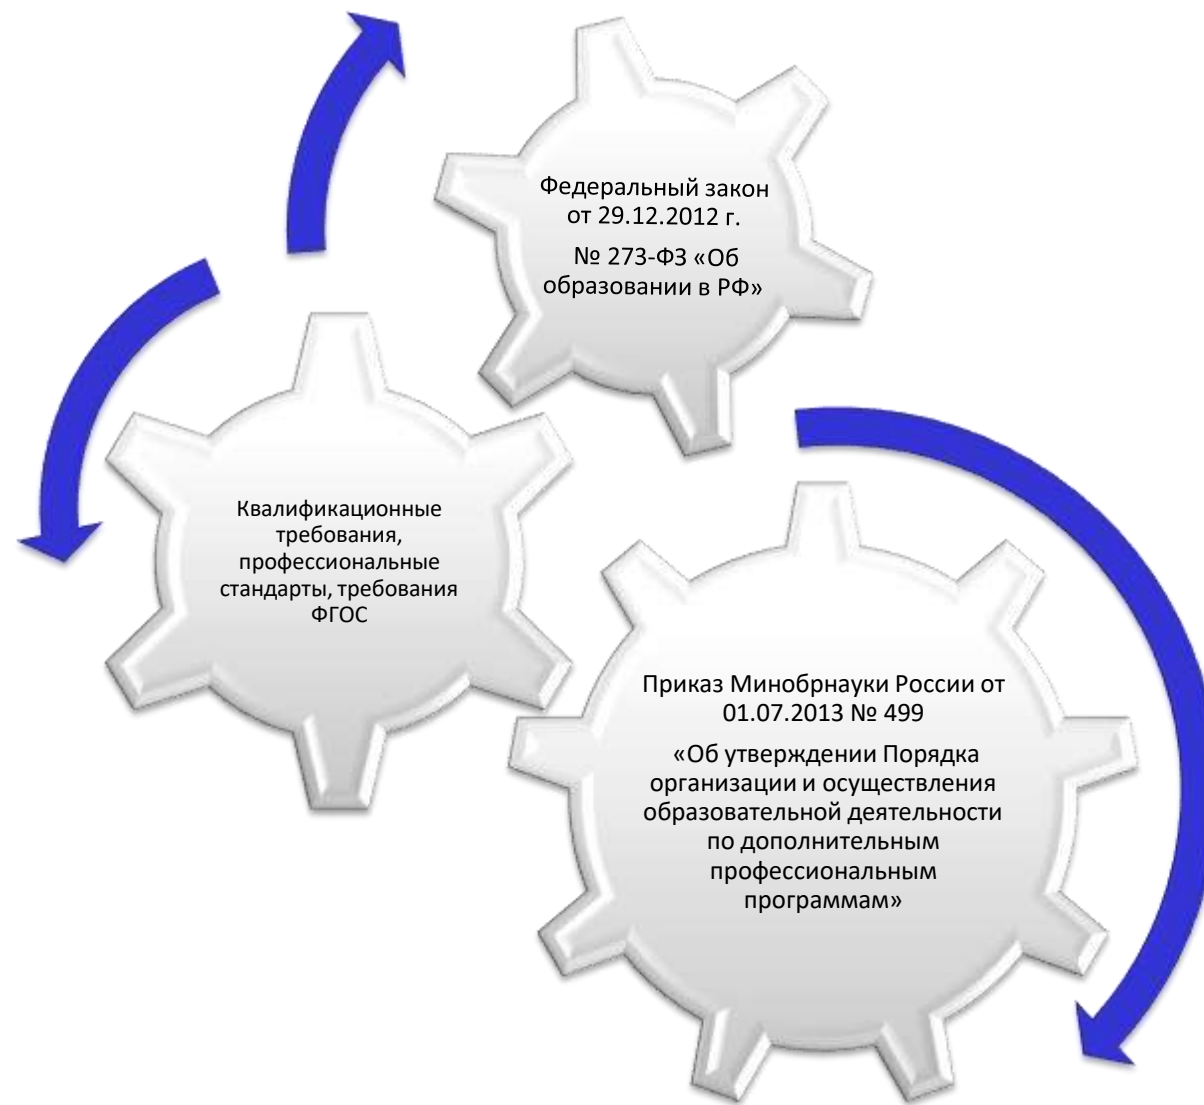 Федеральный закон
от 29.12.2012 г.
№ 273-ФЗ «Об
образовании в РФ»
Квалификационные
требования,
профессиональные
стандарты, требования
ФГОС
Приказ Минобрнауки России от
01.07.2013 № 499
«Об утверждении Порядка
организации и осуществления
образовательной деятельности
по дополнительным
профессиональным
программам»